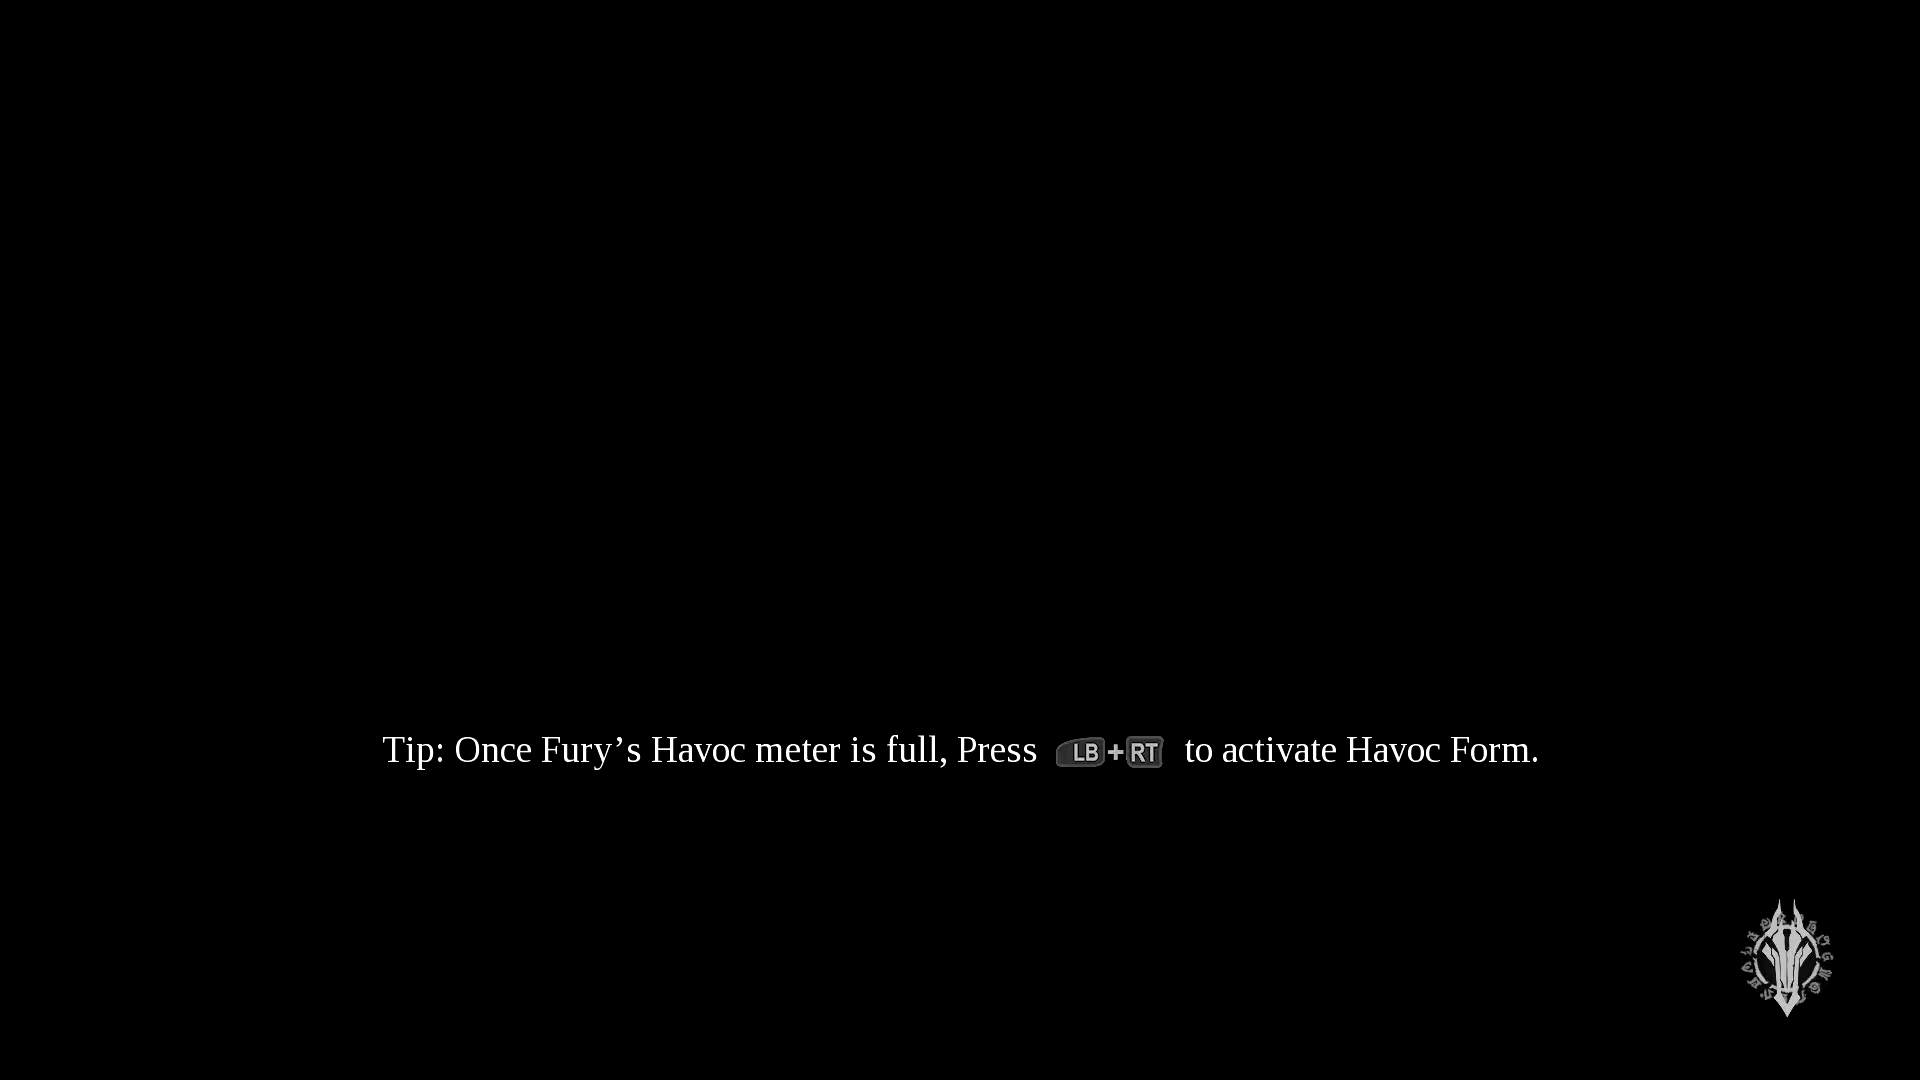 Tip: Once Fury’s Havoc meter is full, Press LB+RT to activate Havoc Form.